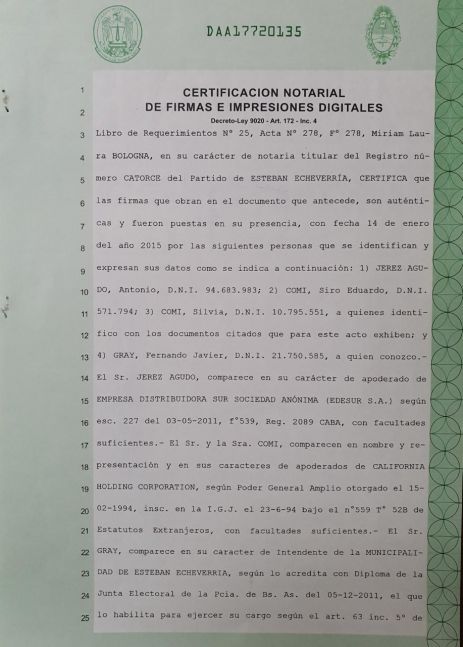 DAA17720135
CERTIFICACION NOTARIAL
DE FIRMAS E IMPRESIONES DIGITALES
Decreto-Ley 9020 - Art. 172 - Inc. 4
1
2
3 Libro de Requerimientos N° 25, Acta N° 278, F° 278, Miriam Lau-
4 ra BOLOGNA, en su carácter de notaria titular del Registro nú-
5 mero CATORCE del Partido de ESTEBAN ECHEVERRÍA, CERTIFICA que
6 las firmas que obran en el documento que antecede, son auténti-
7 cas y fueron puestas en su presencia, con fecha 14 de enero
8 del año 2015 por las siguientes personas que se identifican y
9 expresan sus datos como se indica a continuación: 1) JEREZ AGU-
10 DO, Antonio, D.N.I. 94.683.983; 2) COMI, Siro Eduardo, D.N.I.
11 571.794; 3) COMI, Silvia, D.N.I. 10.795.551, a quienes identi-
12 fico con los documentos citados que para este acto exhiben; y
13 4) GRAY, Fernando Javier, D.N.I. 21.750.585, a quien conozco.-
14 El Sr. JEREZ AGUDO, comparece en su carácter de apoderado de
15 EMPRESA DISTRIBUIDORA SUR SOCIEDAD ANÓNIMA (EDESUR S.A.) según
16 esc. 227 del 03-05-2011, f°539, Reg. 2089 CABA, con facultades
17 suficientes.- El Sr. y la Sra. COMI, comparecen en nombre y re-
18 presentación y en sus caracteres de apoderados de CALIFORNIA
19 HOLDING CORPORATION, según Poder General Amplio otorgado el 15-
20 02-1994, insc. en la I.G.J. el 23-6-94 bajo el n°559 T° 52B de
21 Estatutos Extranjeros, con facultades suficientes.- El Sr.
22 GRAY, comparece en su caracter de Intendente de la MUNICIPALI-
23 DAD DE ESTEBAN ECHEVERRIA, según lo acredita con Diploma de la
24 Junta Electoral de la Pcia. de Bs. As. del 05-12-2011, el que
25 lo habilita para ejercer su cargo según el art. 63 inc. 5° de